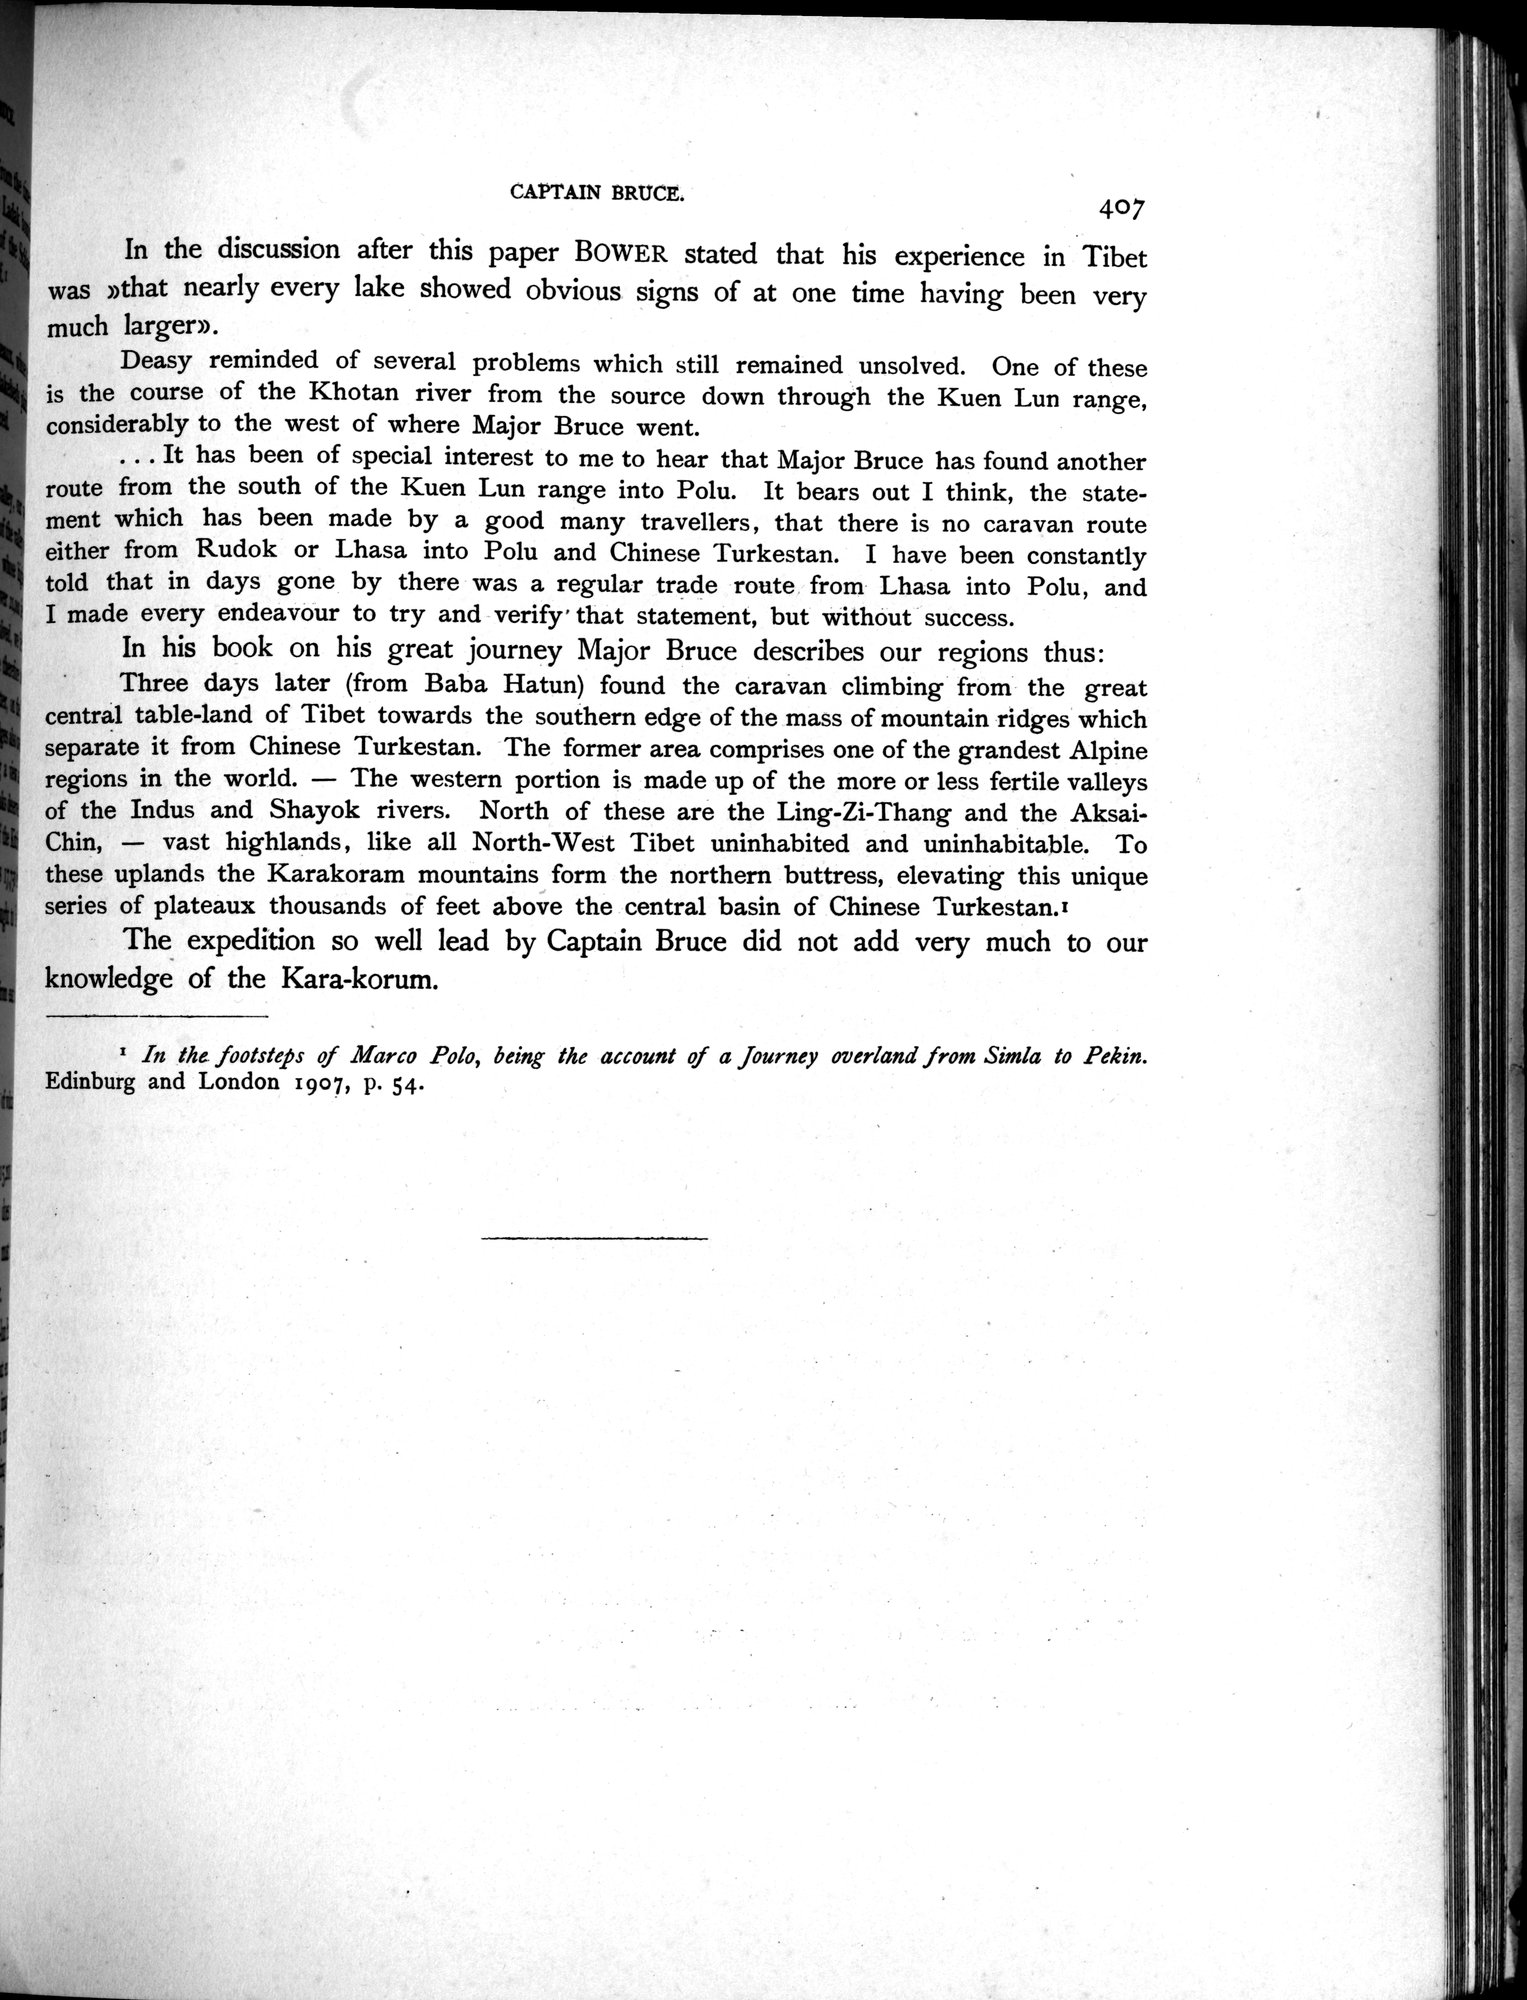 CAPTAIN BRUCE.
407
In the discussion after this paper BOWER stated that his experience in Tibet
was »that nearly every lake showed obvious signs of at one time having been very
much larger».
Deasy reminded of several problems which still remained unsolved. One of these
is the course of the Khotan river from the source down through the Kuen Lun range,
considerably to the west of where Major Bruce went.
... It has been of special interest to me to hear that Major Bruce has found another
route from the south of the Kuen Lun range into Polu. It bears out I think, the state-
ment which has been made by a good many travellers, that there is no caravan route
either from Rudok or Lhasa into Polu and Chinese Turkestan. I have been constantly
told that in days gone by there was a regular trade route from Lhasa into Polu, and
I made every endeavour to try and verify that statement, but without success.
In his book on his great journey Major Bruce describes our regions thus:
Three days later (from Baba Hatun) found the caravan climbing from the great
central table-land of Tibet towards the southern edge of the mass of mountain ridges which
separate it from Chinese Turkestan. The former area comprises one of the grandest Alpine
regions in the world. — The western portion is made up of the more or less fertile valleys
of the Indus and Shayok rivers. North of these are the Ling-Zi-Thang and the Aksai-
Chin, — vast highlands, like all North-West Tibet uninhabited and uninhabitable. To
these uplands the Karakoram mountains form the northern buttress, elevating this unique
series of plateaux thousands of feet above the central basin of Chinese Turkestan.¹
The expedition so well lead by Captain Bruce did not add very much to our
knowledge of the Kara-korum.
¹ In the footsteps of Marco Polo, being the account of a Journey overland from Simla to Pekin.
Edinburg and London 1907, p. 54.